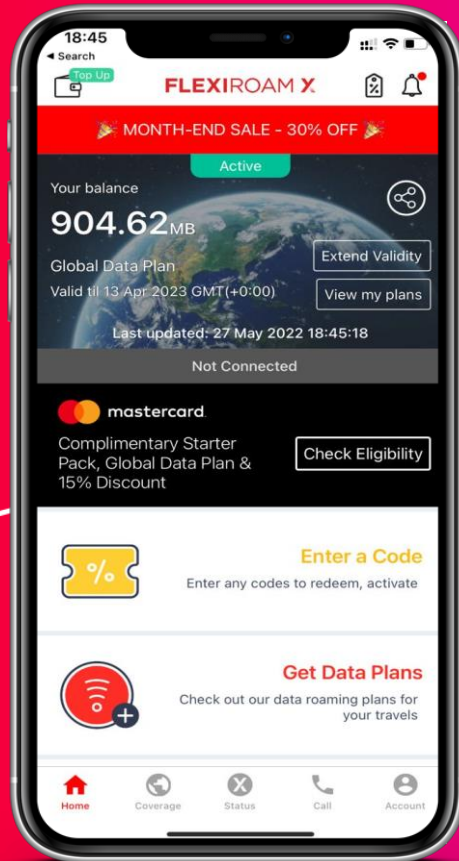 18:45
◄ Search
Top Up
FLEXIROAM X
%
MONTH-END SALE - 30% OFF
Active
Your balance
904.62MB
Global Data Plan
Extend Validity
Valid til 13 Apr 2023 GMT(+0:00)
View my plans
Last updated: 27 May 2022 18:45:18
Not Connected
mastercard.
Complimentary Starter
Pack, Global Data Plan &
15% Discount
Check Eligibility
%
Enter a Code
Enter any codes to redeem, activate
Get Data Plans
Check out our data roaming plans for
your travels
Home Coverage Status Call Account